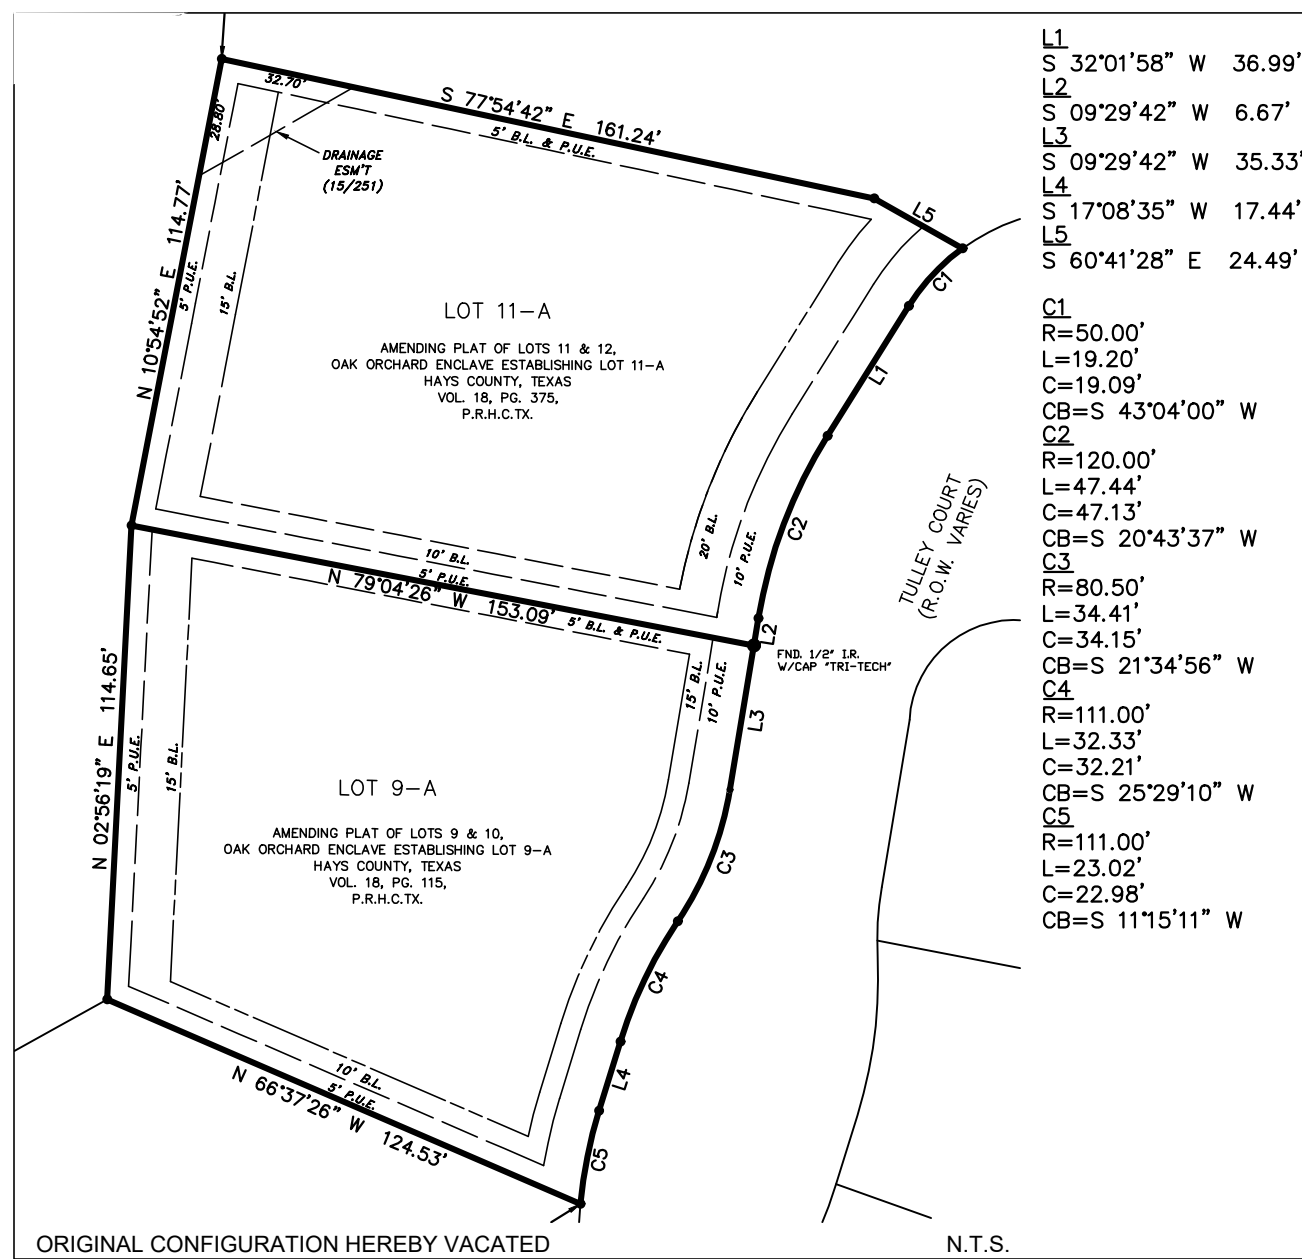 32.70'
28.80'
S 77°54'42" E 161.24'
5' B.L. & P.U.E.
DRAINAGE
ESM'T
(15/251)
L5
C1
N 10°54'52" E 114.77'
5' P.U.E.
15' B.L.
LOT 11-A
AMENDING PLAT OF LOTS 11 & 12,
OAK ORCHARD ENCLAVE ESTABLISHING LOT 11-A
HAYS COUNTY, TEXAS
VOL. 18, PG. 375,
P.R.H.C.TX.
L1
C2
20' B.L.
10' P.U.E.
TULLEY COURT
(R.O.W. VARIES)
10' B.L.
5' P.U.E.
N 79°04'26" W 153.09'
5' B.L. & P.U.E.
L2
FND. 1/2" I.R.
W/CAP "TRI-TECH"
15' B.L.
10' P.U.E.
L3
N 02°56'19" E 114.65'
5' P.U.E.
15' B.L.
LOT 9-A
AMENDING PLAT OF LOTS 9 & 10,
OAK ORCHARD ENCLAVE ESTABLISHING LOT 9-A
HAYS COUNTY, TEXAS
VOL. 18, PG. 115,
P.R.H.C.TX.
C3
C4
L4
C5
10' B.L.
5' P.U.E.
N 66°37'26" W 124.53'
L1
S 32°01'58" W 36.99'
L2
S 09°29'42" W 6.67'
L3
S 09°29'42" W 35.33'
L4
S 17°08'35" W 17.44'
L5
S 60°41'28" E 24.49'
C1
R=50.00'
L=19.20'
C=19.09'
CB=S 43°04'00" W
C2
R=120.00'
L=47.44'
C=47.13'
CB=S 20°43'37" W
C3
R=80.50'
L=34.41'
C=34.15'
CB=S 21°34'56" W
C4
R=111.00'
L=32.33'
C=32.21'
CB=S 25°29'10" W
C5
R=111.00'
L=23.02'
C=22.98'
CB=S 11°15'11" W
ORIGINAL CONFIGURATION HEREBY VACATED
N.T.S.